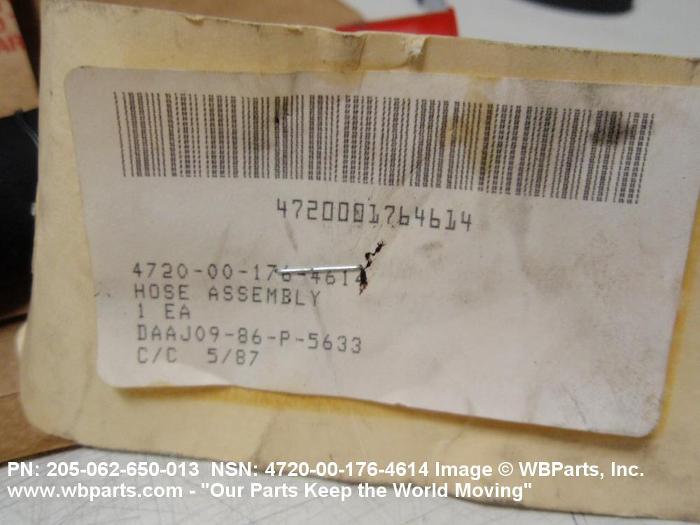 4720001764614
4720-00-176-4614
HOSE ASSEMBLY
1 EA
DAAJ09-86-P-5633
C/C 5/87
PN: 205-062-650-013 NSN: 4720-00-176-4614 Image © WBParts, Inc.
www.wbparts.com - "Our Parts Keep the World Moving"